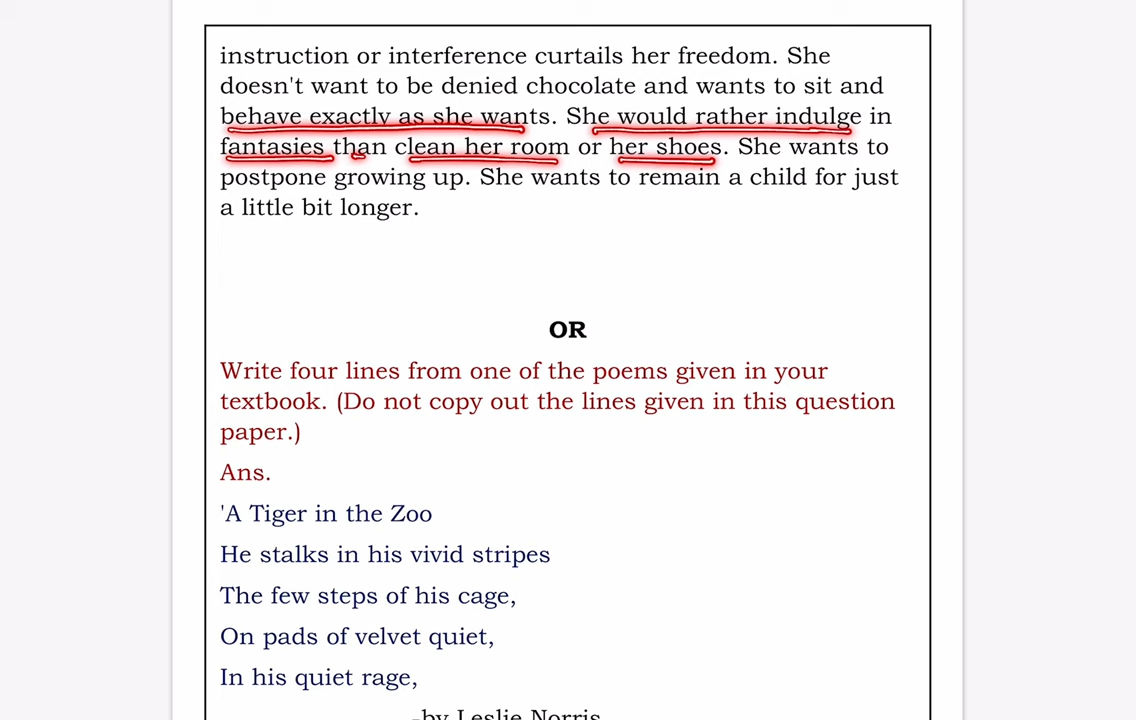 instruction or interference curtails her freedom. She
doesn't want to be denied chocolate and wants to sit and
behave exactly as she wants. She would rather indulge in
fantasies than clean her room or her shoes. She wants to
postpone growing up. She wants to remain a child for just
a little bit longer.
OR
Write four lines from one of the poems given in your
textbook. (Do not copy out the lines given in this question
paper.)
Ans.
'A Tiger in the Zoo
He stalks in his vivid stripes
The few steps of his cage,
On pads of velvet quiet,
In his quiet rage,
-by Leslie Norris